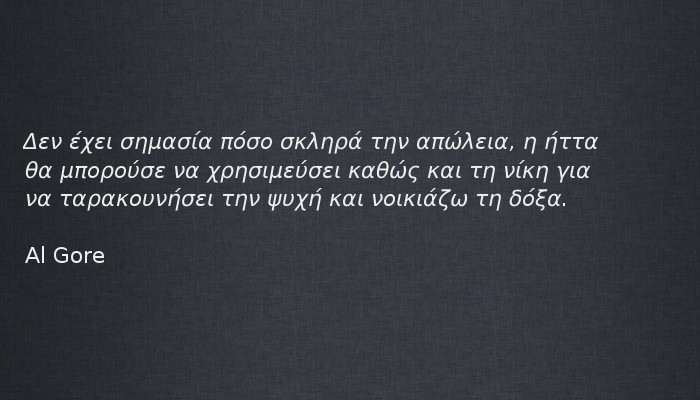 Δεν έχει σημασία πόσο σκληρά την απώλεια, η ήττα
θα μπορούσε να χρησιμεύσει καθώς και τη νίκη για
να ταρακουνήσει την ψυχή και νοικιάζω τη δόξα.
Al Gore